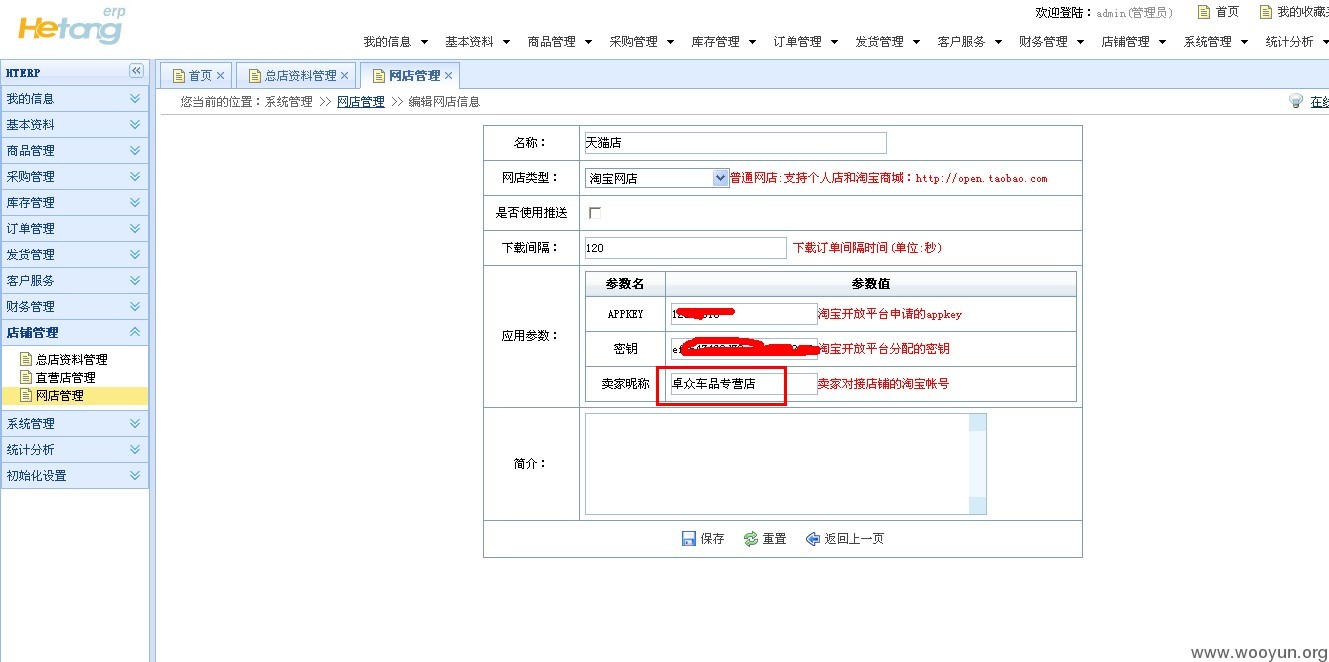 erp
Hetang
欢迎登陆：admin(管理员) 首页 我的收藏
我的信息 基本资料 商品管理 采购管理 库存管理 订单管理 发货管理 客户服务 财务管理 店铺管理 系统管理 统计分析
HTERP
首页 总店资料管理 网店管理
您当前的位置：系统管理 >> 网店管理 >> 编辑网店信息
在线
我的信息
基本资料
商品管理
采购管理
库存管理
订单管理
发货管理
客户服务
财务管理
店铺管理
总店资料管理
直营店管理
网店管理
系统管理
统计分析
初始化设置
名称：
天猫店
网店类型：
淘宝网店
普通网店:支持个人店和淘宝商城：http://open.taobao.com
是否使用推送
下载间隔：
120
下载订单间隔时间(单位:秒)
应用参数：
参数名 参数值
APPKEY
淘宝开放平台申请的appkey
密钥
淘宝开放平台分配的密钥
卖家昵称
卓众车品专营店
卖家对接店铺的淘宝帐号
简介：
保存 重置 返回上一页
www.wooyun.org